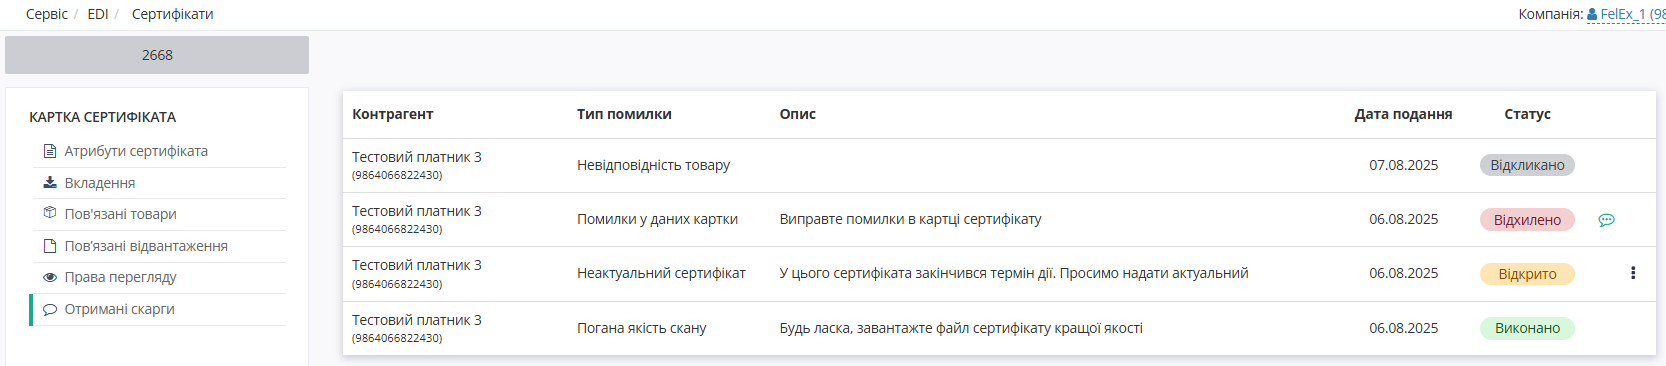 Сервіс / EDI / Сертифікати
Компанія: FelEx_1 (98
2668
КАРТКА СЕРТИФІКАТА
Атрибути сертифіката
Вкладення
Пов'язані товари
Пов’язані відвантаження
Права перегляду
Отримані скарги
Контрагент Тип помилки Опис Дата подання Статус
Тестовий платник 3
(9864066822430)
Невідповідність товару 07.08.2025 Відкликано
Тестовий платник 3
(9864066822430)
Помилки у даних картки Виправте помилки в картці сертифікату 06.08.2025 Відхилено
Тестовий платник 3
(9864066822430)
Неактуальний сертифікат У цього сертифіката закінчився термін дії. Просимо надати актуальний 06.08.2025 Відкрито
Тестовий платник 3
(9864066822430)
Погана якість скану Будь ласка, завантажте файл сертифікату кращої якості 06.08.2025 Виконано